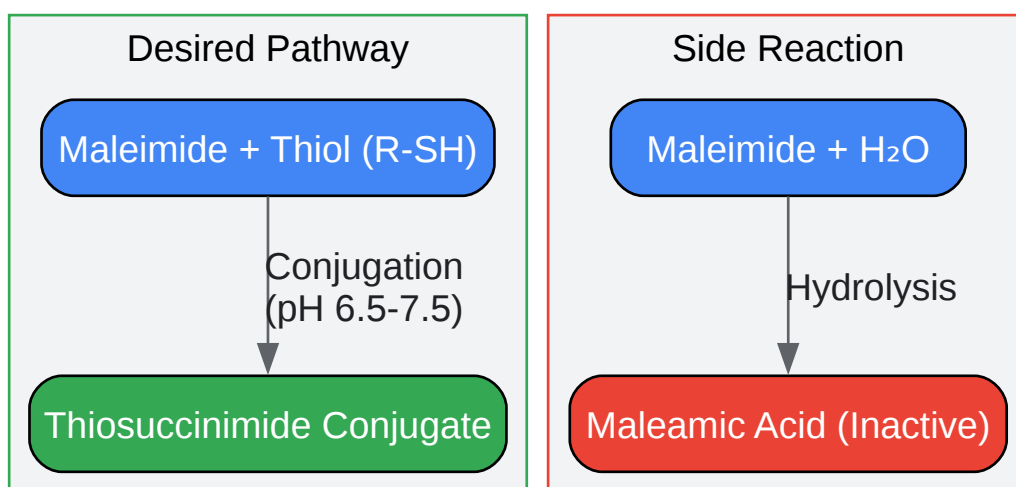 Desired Pathway
Maleimide + Thiol (R-SH)
Conjugation
(pH 6.5-7.5)
Thiosuccinimide Conjugate
Side Reaction
Maleimide + H₂O
Hydrolysis
Maleamic Acid (Inactive)